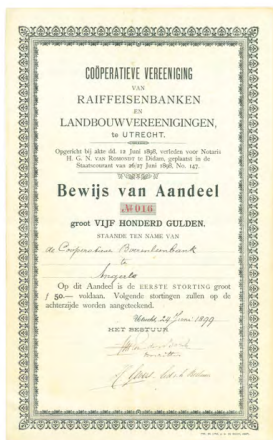 COÖPERATIEVE VEREENIGING
VAN
RAIFFEISENBANKEN
EN
LANDBOUWVEREENIGINGEN,
te UTRECHT.
Opgericht bij akte dd. 12 Juni 1898, verleden voor Notaris
H. G. N. VAN ROMONDT te Didam, geplaatst in de
Staatscourant van 26/27 Juni 1898, No. 147.
Bewijs van Aandeel
No 016
groot VIJF HONDERD GULDEN.
STAANDE TEN NAME VAN
de Coöperatieve Boerenleenbank
te
Angerlo
Op dit Aandeel is de EERSTE STORTING groot
f 50.— voldaan. Volgende stortingen zullen op de
achterzijde worden aangeteekend.
Utrecht 29 Juni 1899
HET BESTUUR